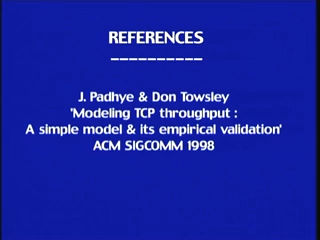 REFERENCES
----------
J. Padhye & Don Towsley
'Modeling TCP throughput :
A simple model & its empirical validation'
ACM SIGCOMM 1998